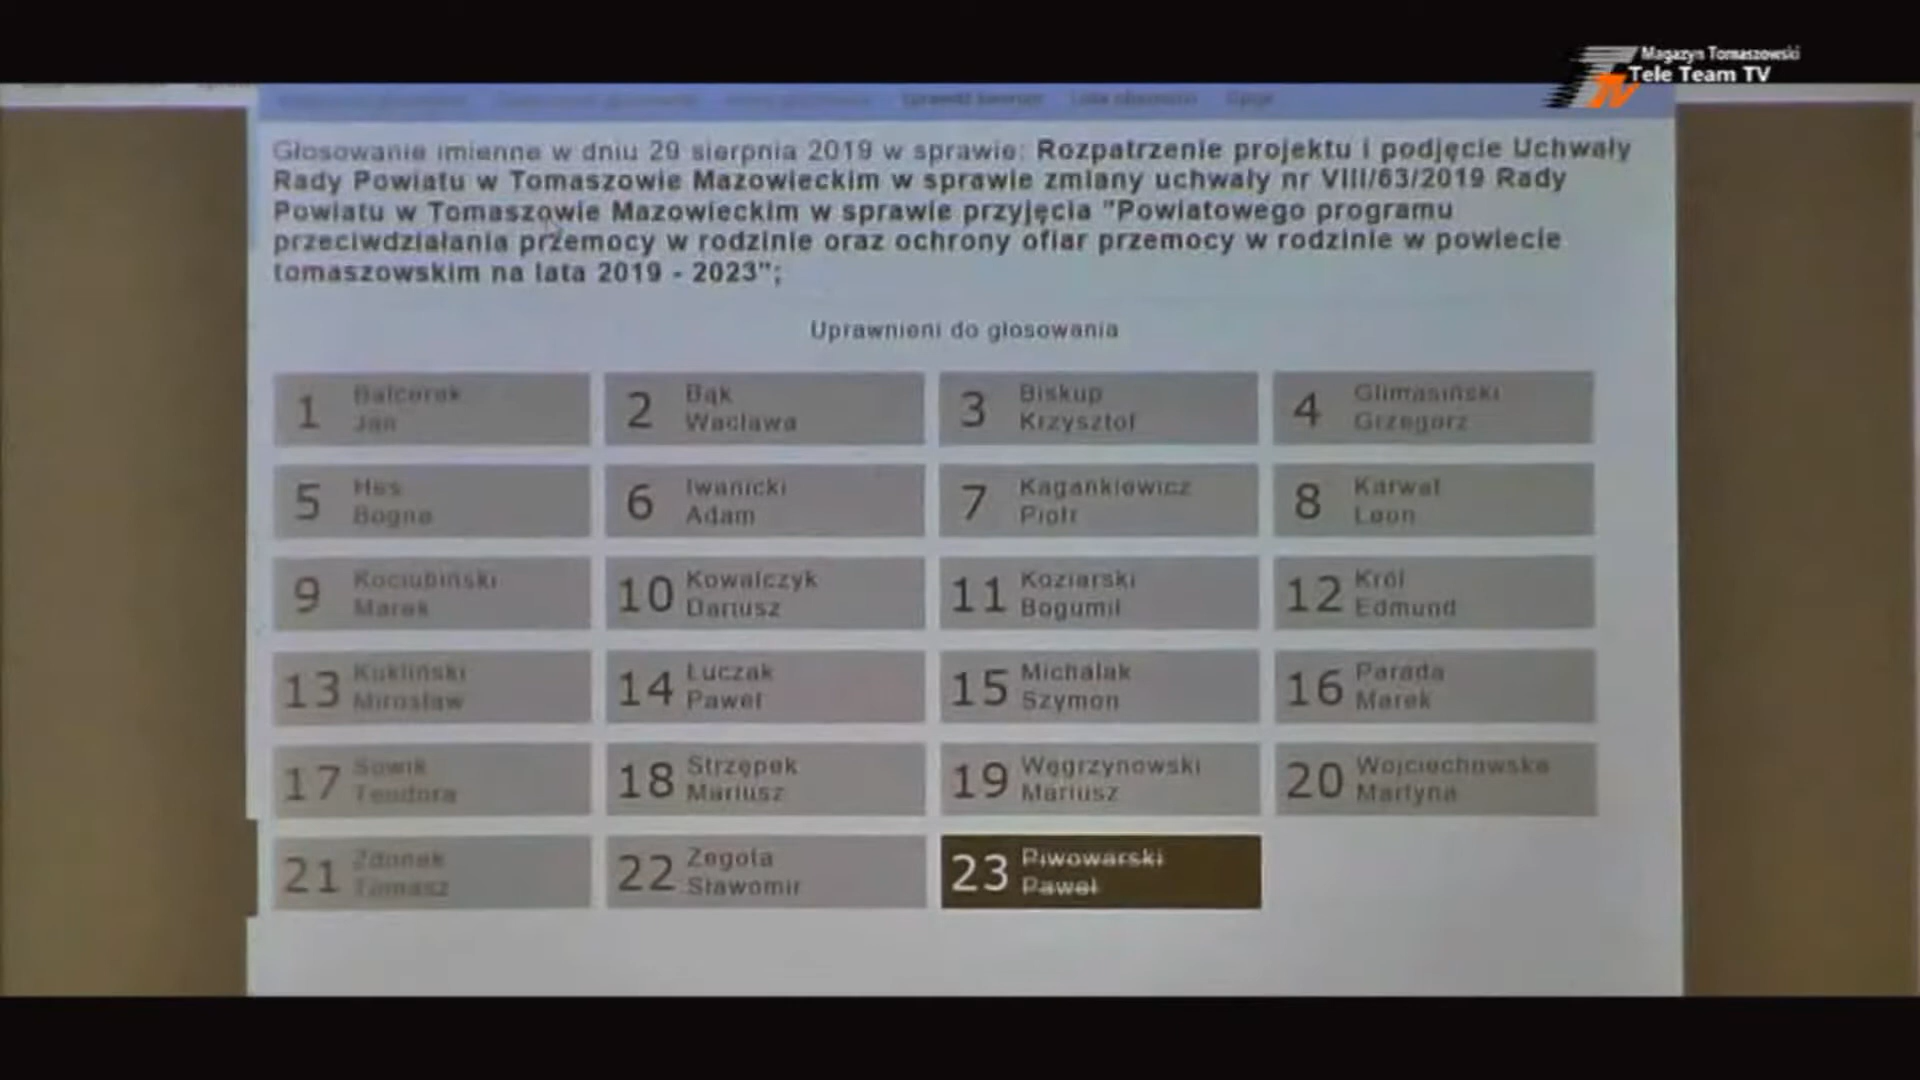 Magazyn Tomaszowski
Tele Team TV
Lista obecności Opcje
Głosowanie imienne w dniu 29 sierpnia 2019 w sprawie: Rozpatrzenie projektu i podjęcie Uchwały
Rady Powiatu w Tomaszowie Mazowieckim w sprawie zmiany uchwały nr VIII/63/2019 Rady
Powiatu w Tomaszowie Mazowieckim w sprawie przyjęcia "Powiatowego programu
przeciwdziałania przemocy w rodzinie oraz ochrony ofiar przemocy w rodzinie w powiecie
tomaszowskim na lata 2019 - 2023";
Uprawnieni do głosowania
1 Balcerek
Jan
2 Bąk
Wacława
3 Biskup
Krzysztof
4 Glimasiński
Grzegorz
5 Hes
Bogna
6 Iwanicki
Adam
7 Kagankiewicz
Piotr
8 Karwat
Leon
9 Kociubiński
Marek
10 Kowalczyk
Dariusz
11 Koziarski
Bogumił
12 Król
Edmund
13 Kukliński
Mirosław
14 Łuczak
Paweł
15 Michalak
Szymon
16 Parada
Marek
17 Sowik
Teodora
18 Strzępek
Mariusz
19 Węgrzynowski
Mariusz
20 Wojciechowska
Martyna
21 Zdonek
Tomasz
22 Żegota
Sławomir
23 Piwowarski
Paweł